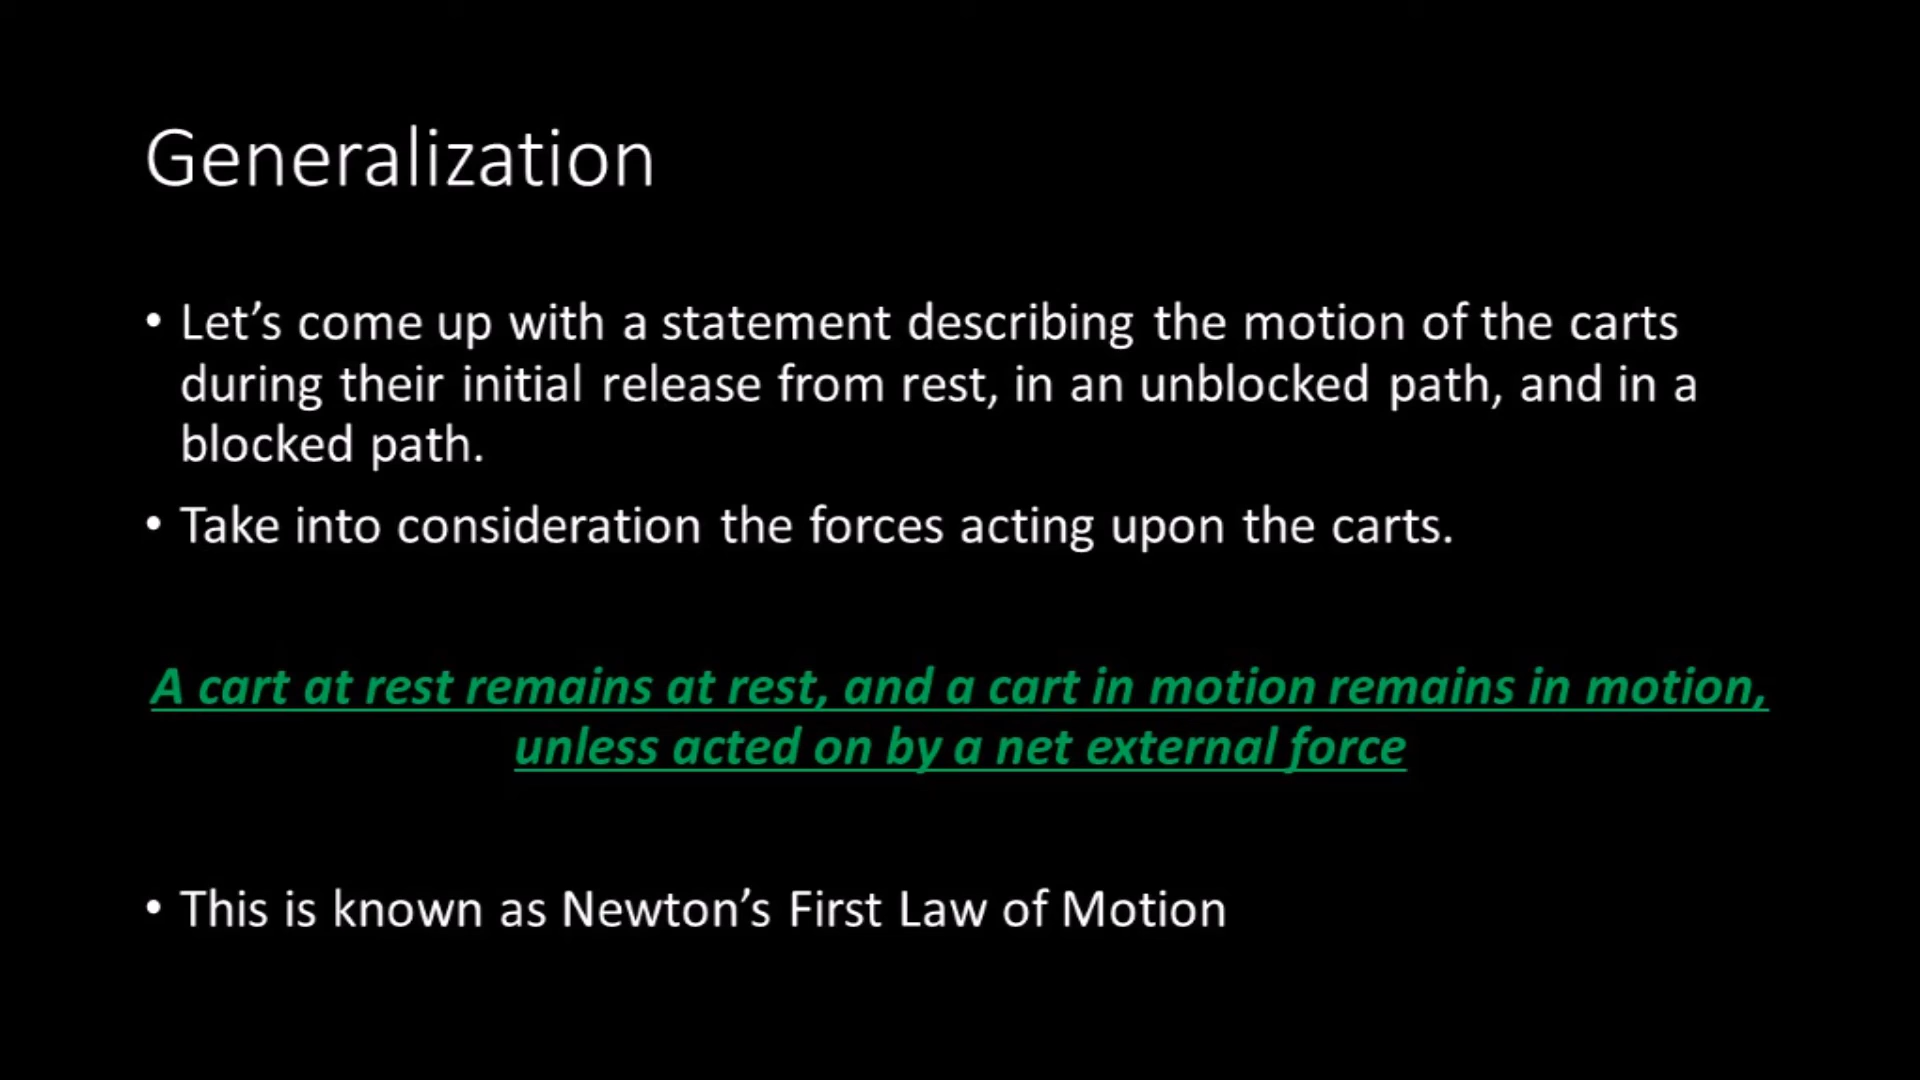 Generalization
• Let’s come up with a statement describing the motion of the carts
during their initial release from rest, in an unblocked path, and in a
blocked path.
• Take into consideration the forces acting upon the carts.
A cart at rest remains at rest, and a cart in motion remains in motion,
unless acted on by a net external force
• This is known as Newton’s First Law of Motion